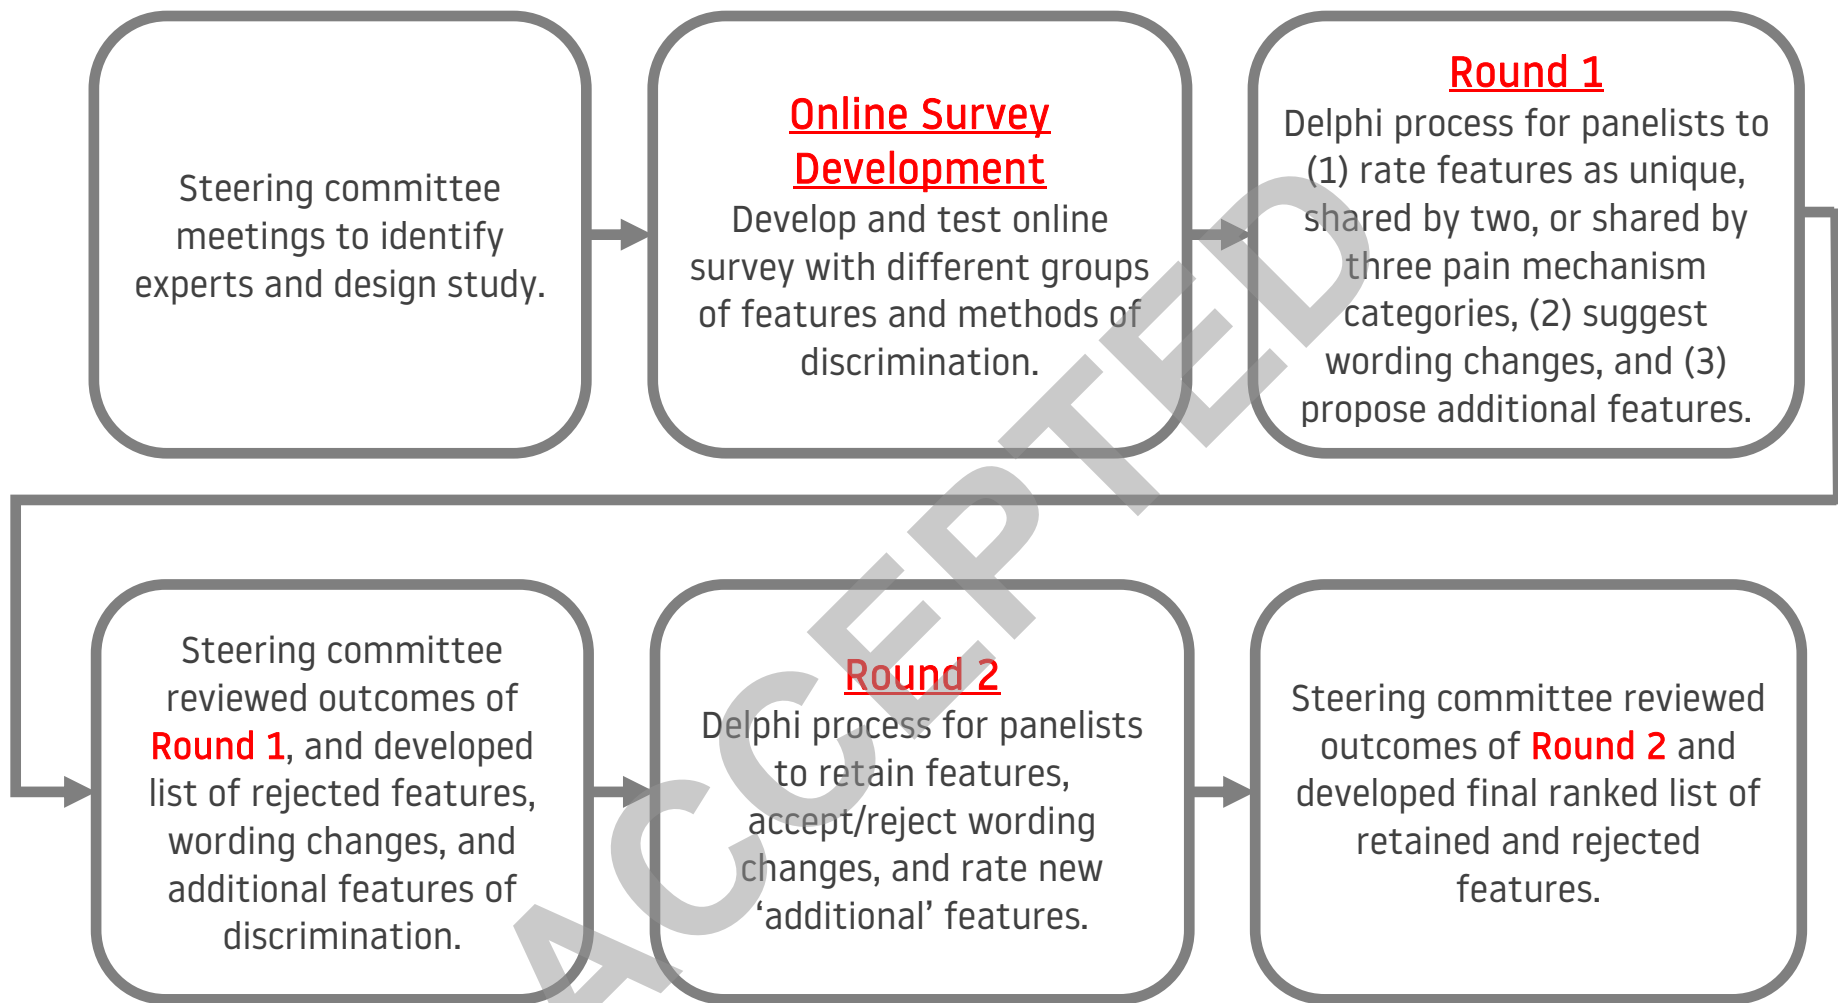 Steering committee
meetings to identify
experts and design study.
Online Survey
Development
Develop and test online
survey with different groups
of features and methods of
discrimination.
Round 1
Delphi process for panelists to
(1) rate features as unique,
shared by two, or shared by
three pain mechanism
categories, (2) suggest
wording changes, and (3)
propose additional features.
Steering committee
reviewed outcomes of
Round 1, and developed
list of rejected features,
wording changes, and
additional features of
discrimination.
Round 2
Delphi process for panelists
to retain features,
accept/reject wording
changes, and rate new
‘additional’ features.
Steering committee reviewed
outcomes of Round 2 and
developed final ranked list of
retained and rejected
features.
ACCEPTED